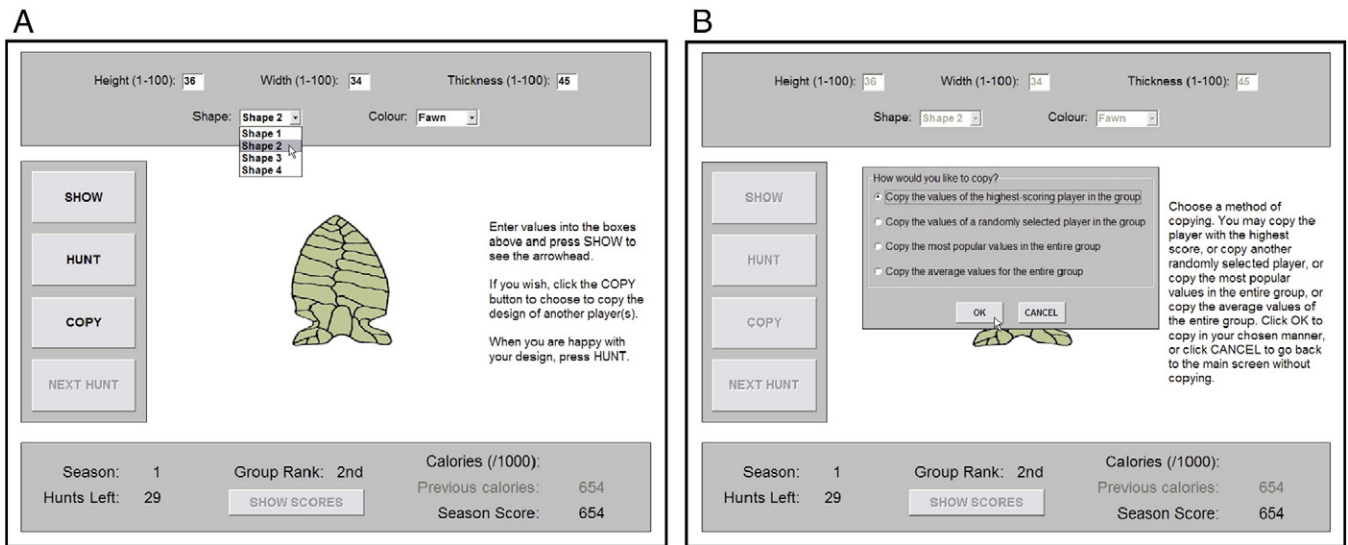 A
Height (1-100): 36 Width (1-100): 34 Thickness (1-100): 45
Shape: Shape 2 Colour: Fawn
Shape 1
Shape 2
Shape 3
Shape 4
SHOW
HUNT
COPY
NEXT HUNT
Enter values into the boxes
above and press SHOW to
see the arrowhead.
If you wish, click the COPY
button to choose to copy the
design of another player(s).
When you are happy with
your design, press HUNT.
Season: 1 Group Rank: 2nd Calories (/1000):
Previous calories: 654
Hunts Left: 29 SHOW SCORES
Season Score: 654
B
Height (1-100): 36 Width (1-100): 34 Thickness (1-100): 45
Shape: Shape 2 Colour: Fawn
SHOW
HUNT
COPY
NEXT HUNT
How would you like to copy?
Copy the values of the highest-scoring player in the group
Copy the values of a randomly selected player in the group
Copy the most popular values in the entire group
Copy the average values for the entire group
OK CANCEL
Choose a method of
copying. You may copy the
player with the highest
score, or copy another
randomly selected player, or
copy the most popular
values in the entire group, or
copy the average values of
the entire group. Click OK to
copy in your chosen manner,
or click CANCEL to go back
to the main screen without
copying.
Season: 1 Group Rank: 2nd Calories (/1000):
Previous calories: 654
Hunts Left: 29 SHOW SCORES
Season Score: 654